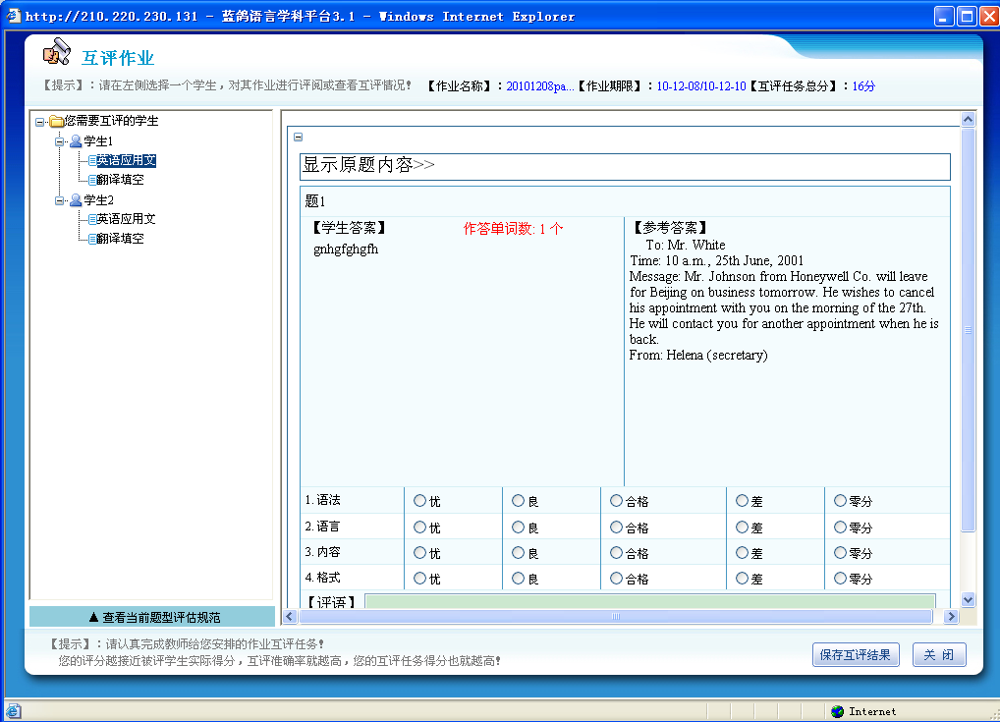 http://210.220.230.131 - 蓝鸽语言学科平台3.1 - Windows Internet Explorer
互评作业
【提示】：请在左侧选择一个学生，对其作业进行评阅或查看互评情况！ 【作业名称】：20101208pa... 【作业期限】：10-12-08/10-12-10 【互评任务总分】：16分
您需要互评的学生
学生1
英语应用文
翻译填空
学生2
英语应用文
翻译填空
▲ 查看当前题型评估规范
显示原题内容>>
题1
【学生答案】 作答单词数: 1 个
gnhgfghgfh
【参考答案】
To: Mr. White
Time: 10 a.m., 25th June, 2001
Message: Mr. Johnson from Honeywell Co. will leave
for Beijing on business tomorrow. He wishes to cancel
his appointment with you on the morning of the 27th.
He will contact you for another appointment when he is
back.
From: Helena (secretary)
1. 语法 优 良 合格 差 零分
2. 语言 优 良 合格 差 零分
3. 内容 优 良 合格 差 零分
4. 格式 优 良 合格 差 零分
【评语】
【提示】：请认真完成教师给您安排的作业互评任务！
您的评分越接近被评学生实际得分，互评准确率就越高，您的互评任务得分也就越高！
保存互评结果 关 闭
Internet